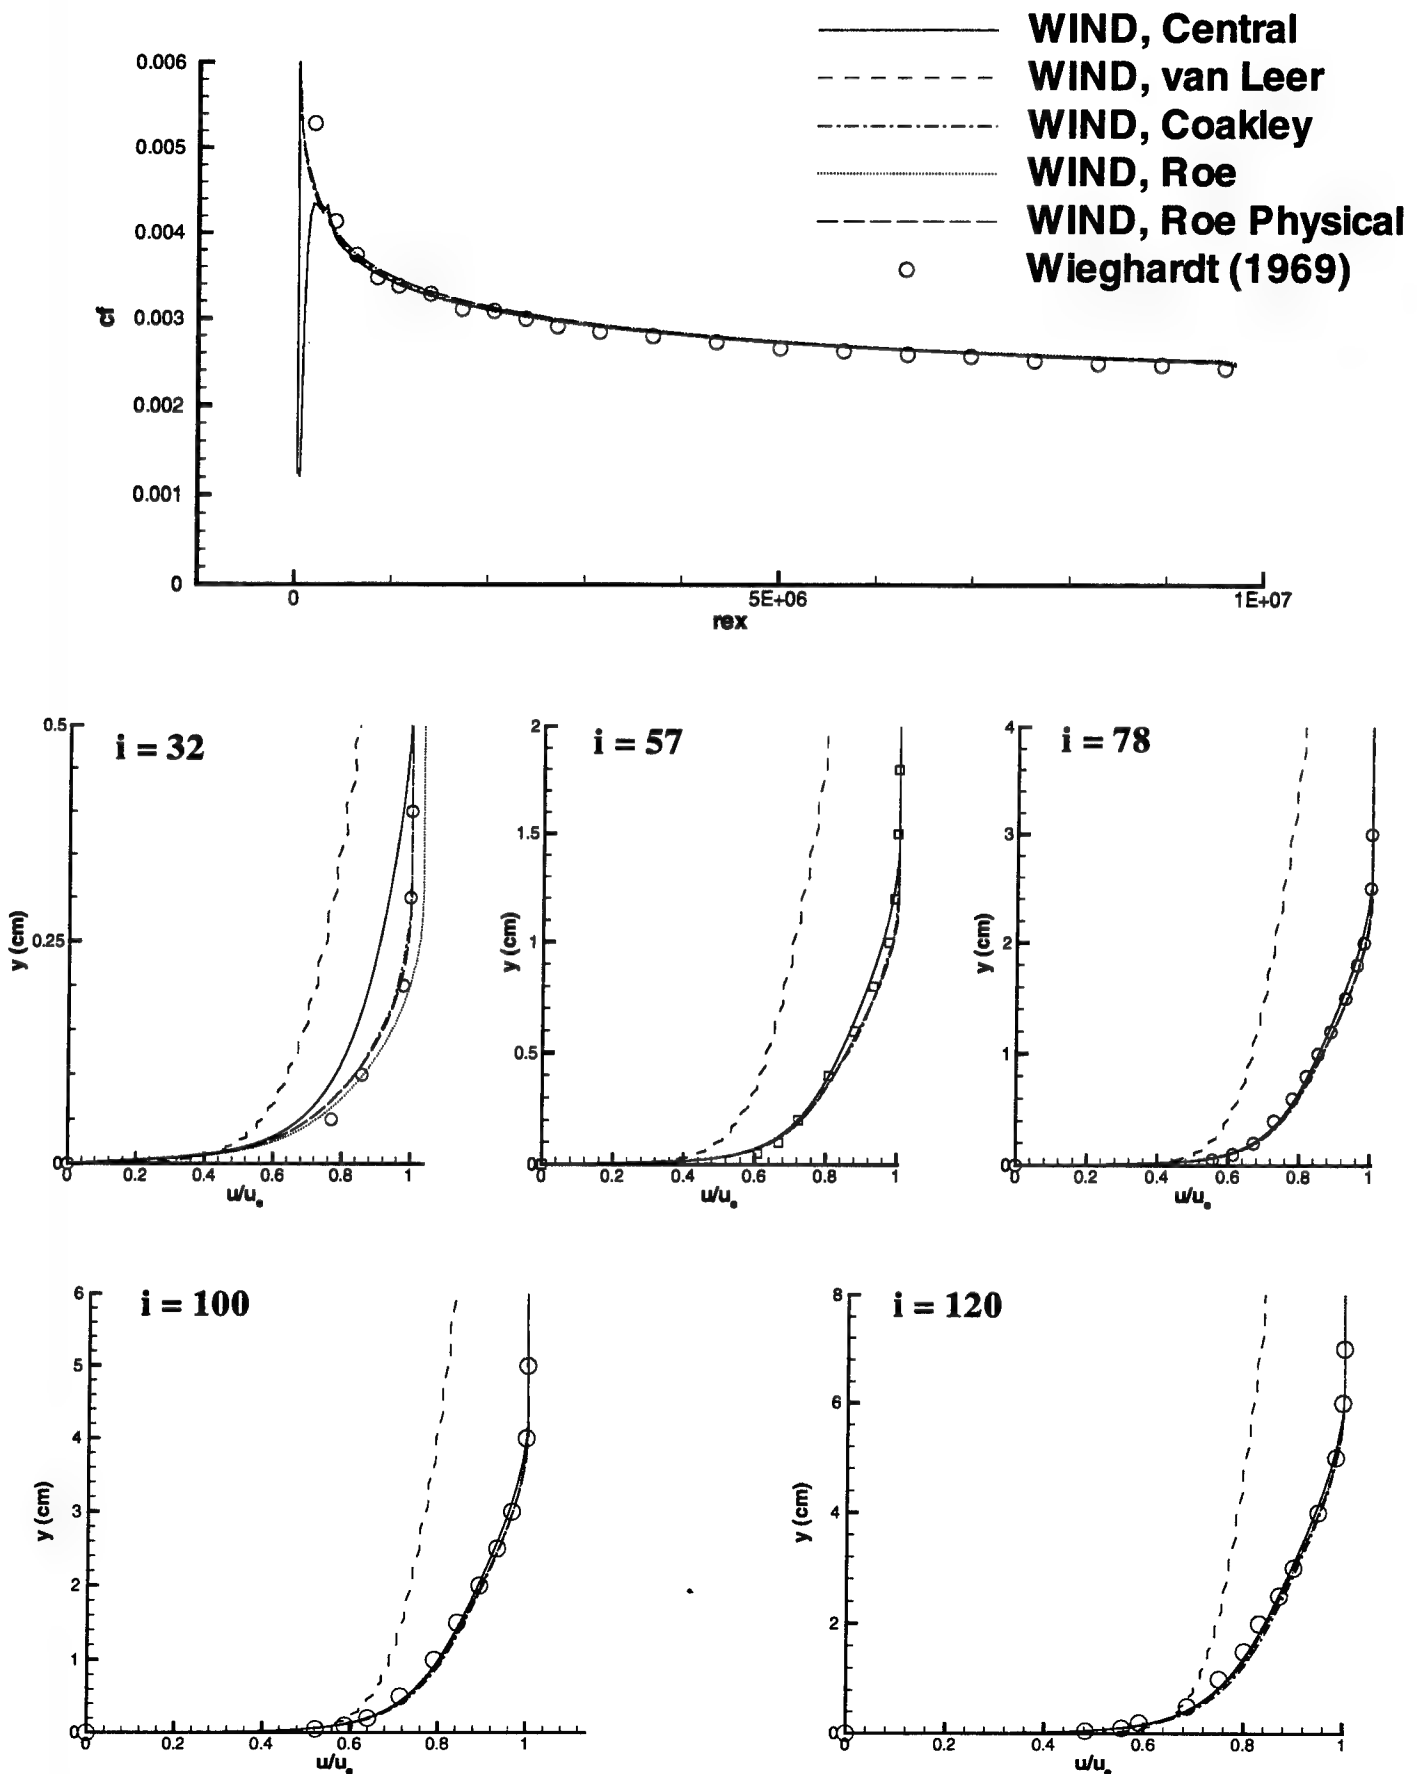 WIND, Central
WIND, van Leer
WIND, Coakley
WIND, Roe
WIND, Roe Physical
Wieghardt (1969)
0.006
0.005
0.004
0.003
0.002
0.001
0
cf
0
5E+06
1E+07
rex
i = 32
0.5
0.25
0
y (cm)
0
0.2
0.4
0.6
0.8
1
u/uₑ
i = 57
2
1.5
1
0.5
0
y (cm)
0
0.2
0.4
0.6
0.8
1
u/uₑ
i = 78
4
3
2
1
0
y (cm)
0
0.2
0.4
0.6
0.8
1
u/uₑ
i = 100
6
5
4
3
2
1
0
y (cm)
0
0.2
0.4
0.6
0.8
1
u/uₑ
i = 120
8
6
4
2
0
y (cm)
0
0.2
0.4
0.6
0.8
1
u/uₑ